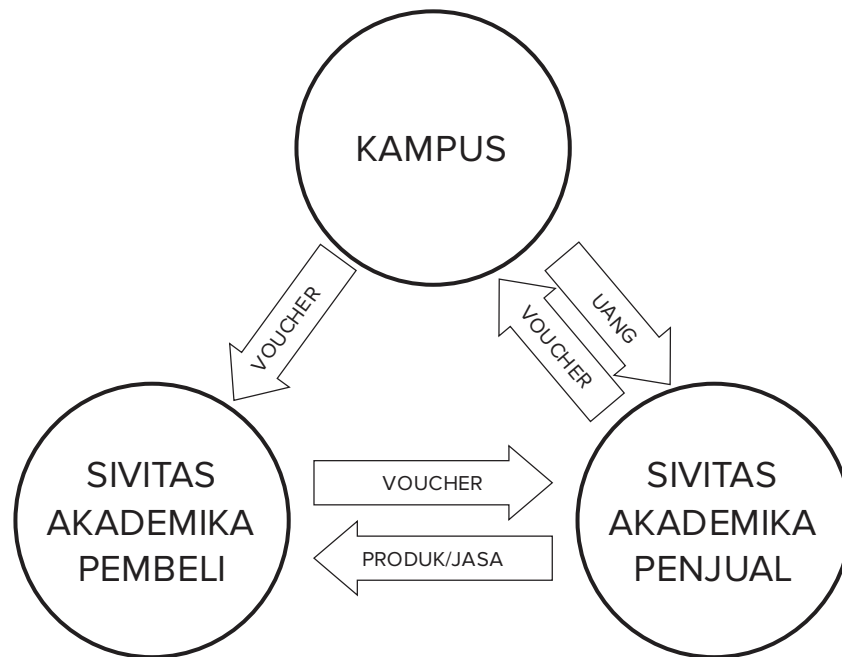 KAMPUS
VOUCHER
UANG
VOUCHER
SIVITAS
AKADEMIKA
PEMBELI
VOUCHER
PRODUK/JASA
SIVITAS
AKADEMIKA
PENJUAL